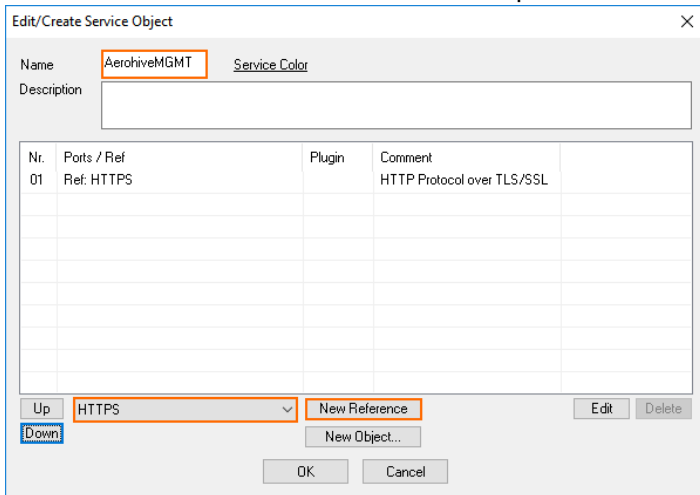 Edit/Create Service Object
Name AerohiveMGMT Service Color
Description
Nr. Ports / Ref Plugin Comment
01 Ref: HTTPS HTTP Protocol over TLS/SSL
Up HTTPS New Reference Edit Delete
Down New Object...
OK Cancel